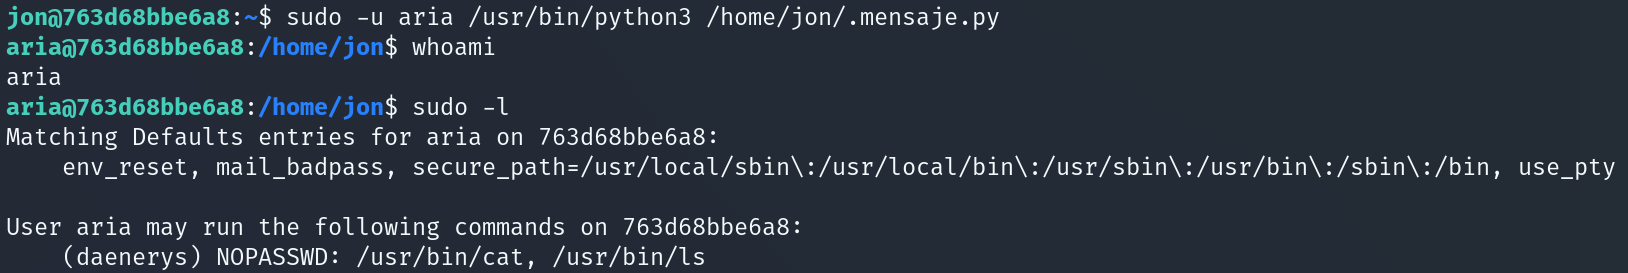 jon@763d68bbe6a8:~$ sudo -u aria /usr/bin/python3 /home/jon/.mensaje.py
aria@763d68bbe6a8:/home/jon$ whoami
aria
aria@763d68bbe6a8:/home/jon$ sudo -l
Matching Defaults entries for aria on 763d68bbe6a8:
    env_reset, mail_badpass, secure_path=/usr/local/sbin\:/usr/local/bin\:/usr/sbin\:/usr/bin\:/sbin\:/bin, use_pty

User aria may run the following commands on 763d68bbe6a8:
    (daenerys) NOPASSWD: /usr/bin/cat, /usr/bin/ls